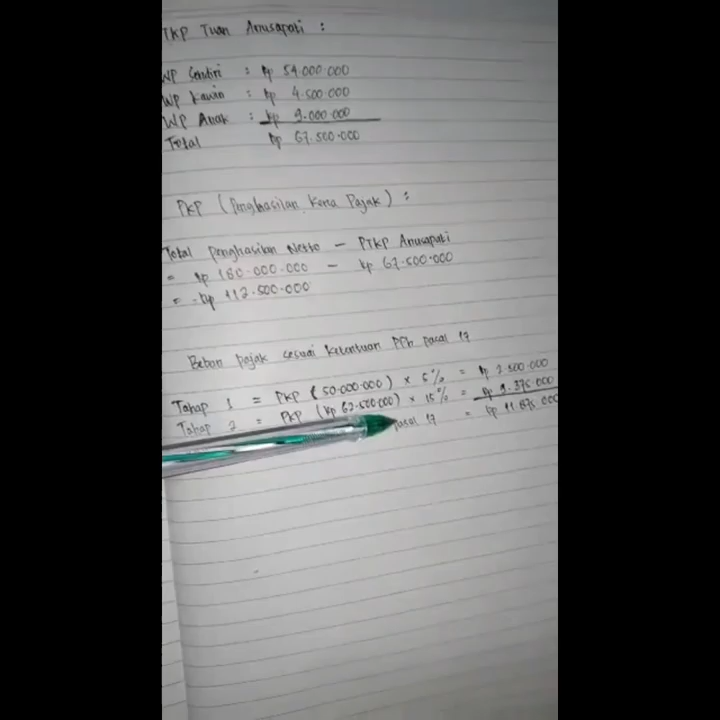 TKP Tuan Anusapati :
WP Sendiri : Rp 54.000.000
WP Kawin : Rp 4.500.000
WP Anak : Rp 9.000.000
Total Rp 67.500.000
PKP (Penghasilan Kena Pajak) :
Total penghasilan Netto - PTKP Anusapati
= Rp 180.000.000 - Rp 67.500.000
= Rp 112.500.000
Beban pajak sesuai ketentuan PPh pasal 17
Tahap 1 = PKP (50.000.000) × 5% = Rp 2.500.000
Tahap 2 = PKP (Rp 62.500.000) × 15% = Rp 9.375.000
pasal 17 = Rp 11.875.000